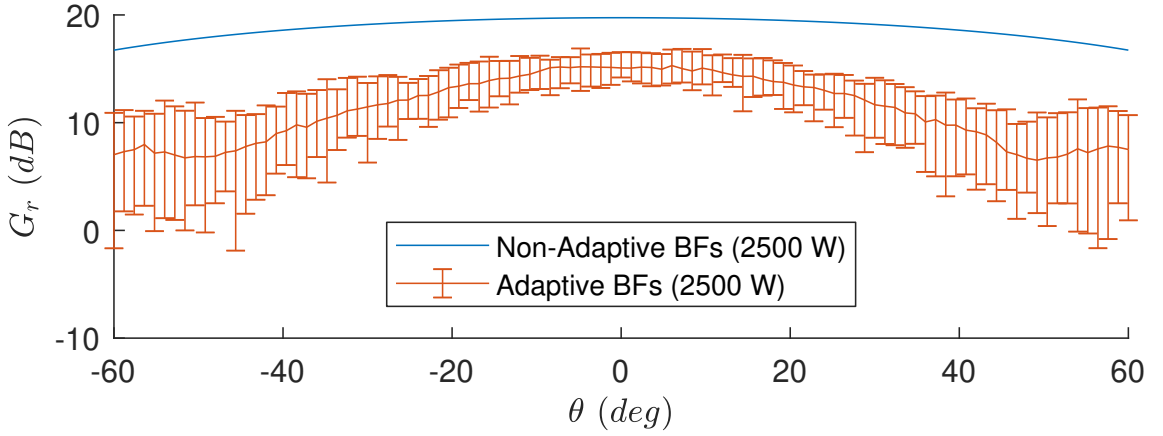 20
10
0
-10
G_r (dB)
Non-Adaptive BFs (2500 W)
Adaptive BFs (2500 W)
-60 -40 -20 0 20 40 60
θ (deg)